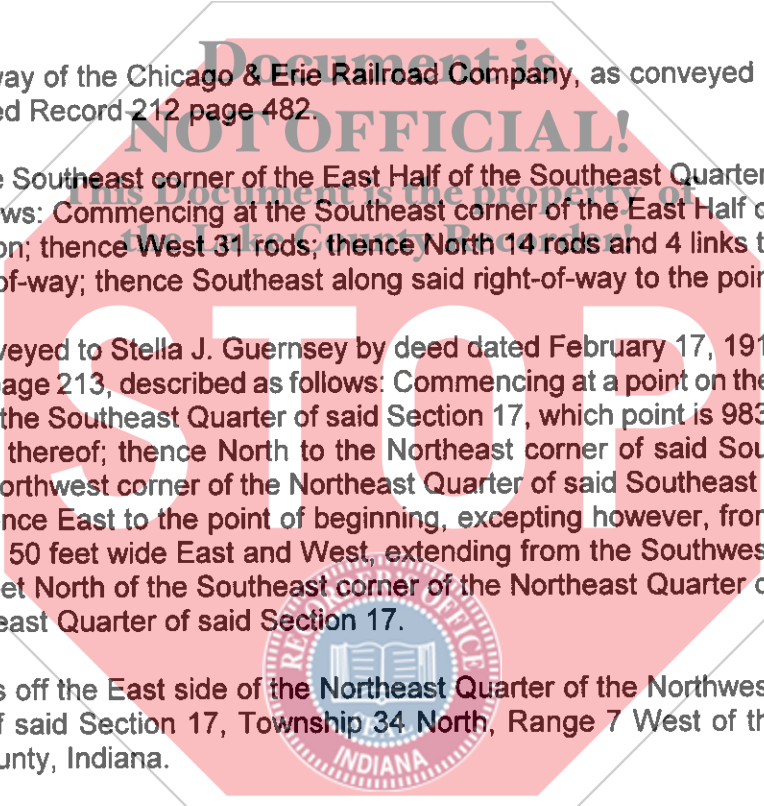 Document is
way of the Chicago & Erie Railroad Company, as conveyed
ed Record 212 page 482.
NOT OFFICIAL!
e Southeast corner of the East Half of the Southeast Quarter
This Document is the property of
ows: Commencing at the Southeast corner of the East Half o
the Lake County Recorder!
on; thence West 31 rods; thence North 14 rods and 4 links t
of-way; thence Southeast along said right-of-way to the poin
STOP
veyed to Stella J. Guernsey by deed dated February 17, 191
page 213, described as follows: Commencing at a point on the
the Southeast Quarter of said Section 17, which point is 983
thereof; thence North to the Northeast corner of said Sou
orthwest corner of the Northeast Quarter of said Southeast
ence East to the point of beginning, excepting however, fron
50 feet wide East and West, extending from the Southwes
et North of the Southeast corner of the Northeast Quarter o
east Quarter of said Section 17.
s off the East side of the Northeast Quarter of the Northwes
f said Section 17, Township 34 North, Range 7 West of th
unty, Indiana.
OFFICE
INDIANA